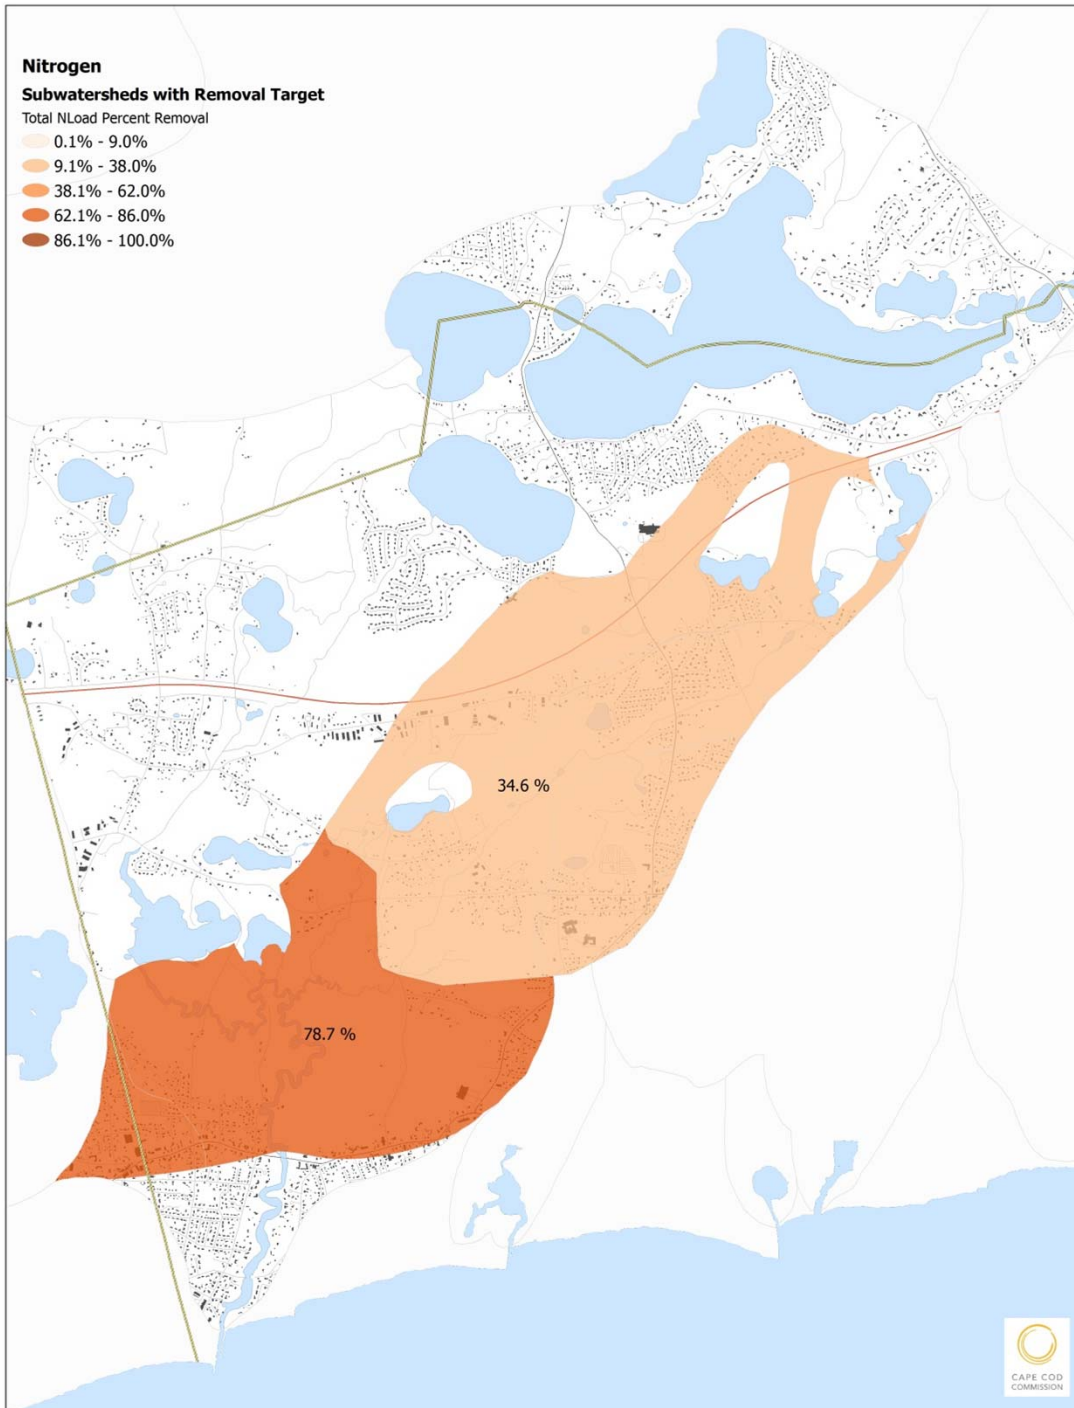 Nitrogen
Subwatersheds with Removal Target
Total NLoad Percent Removal
0.1% - 9.0%
9.1% - 38.0%
38.1% - 62.0%
62.1% - 86.0%
86.1% - 100.0%
34.6 %
78.7 %
CAPE COD
COMMISSION